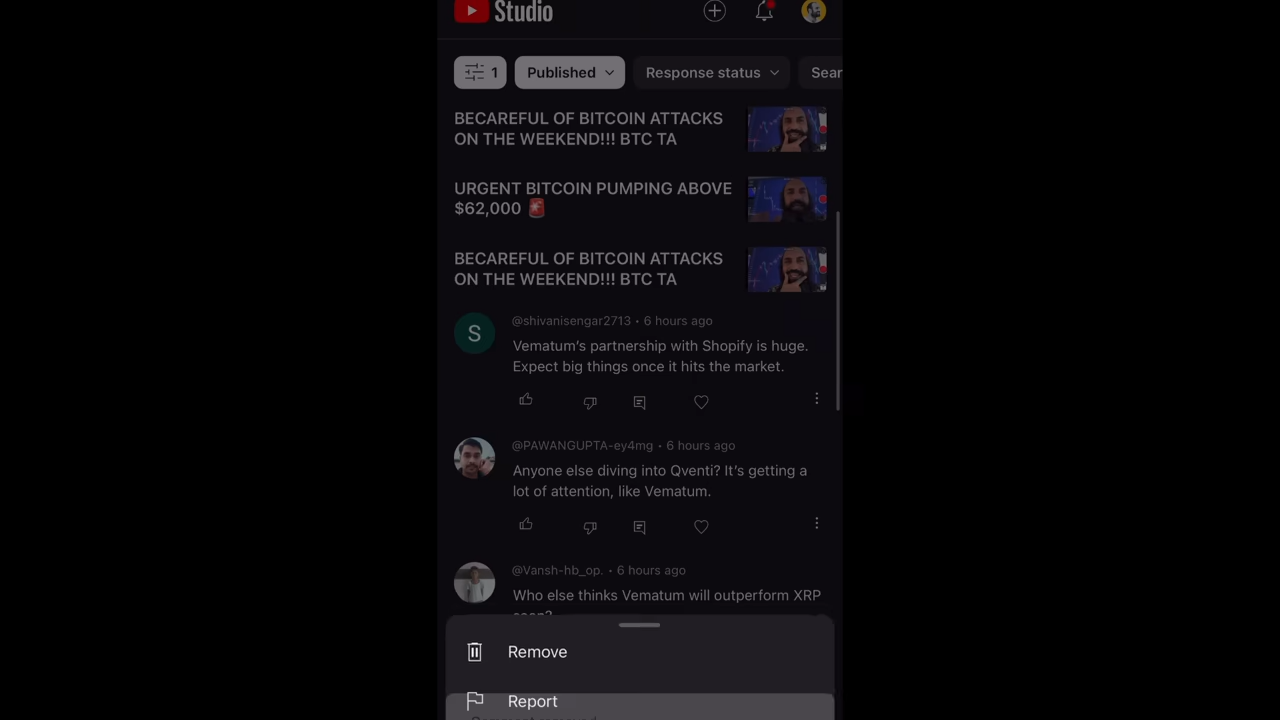 Studio
1
Published
Response status
Sear
BECAREFUL OF BITCOIN ATTACKS
ON THE WEEKEND!!! BTC TA
URGENT BITCOIN PUMPING ABOVE
$62,000 🚨
BECAREFUL OF BITCOIN ATTACKS
ON THE WEEKEND!!! BTC TA
S
@shivanisengar2713 • 6 hours ago
Vematum’s partnership with Shopify is huge.
Expect big things once it hits the market.
@PAWANGUPTA-ey4mg • 6 hours ago
Anyone else diving into Qventi? It’s getting a
lot of attention, like Vematum.
@Vansh-hb_op. • 6 hours ago
Who else thinks Vematum will outperform XRP
Remove
Report